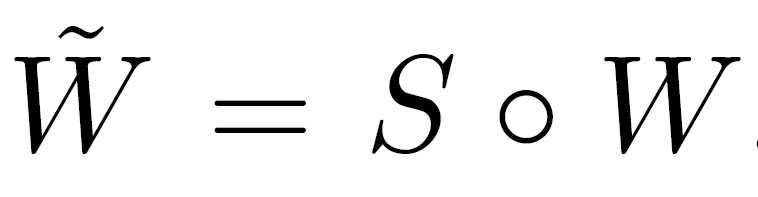 W̃ = S ∘ W.